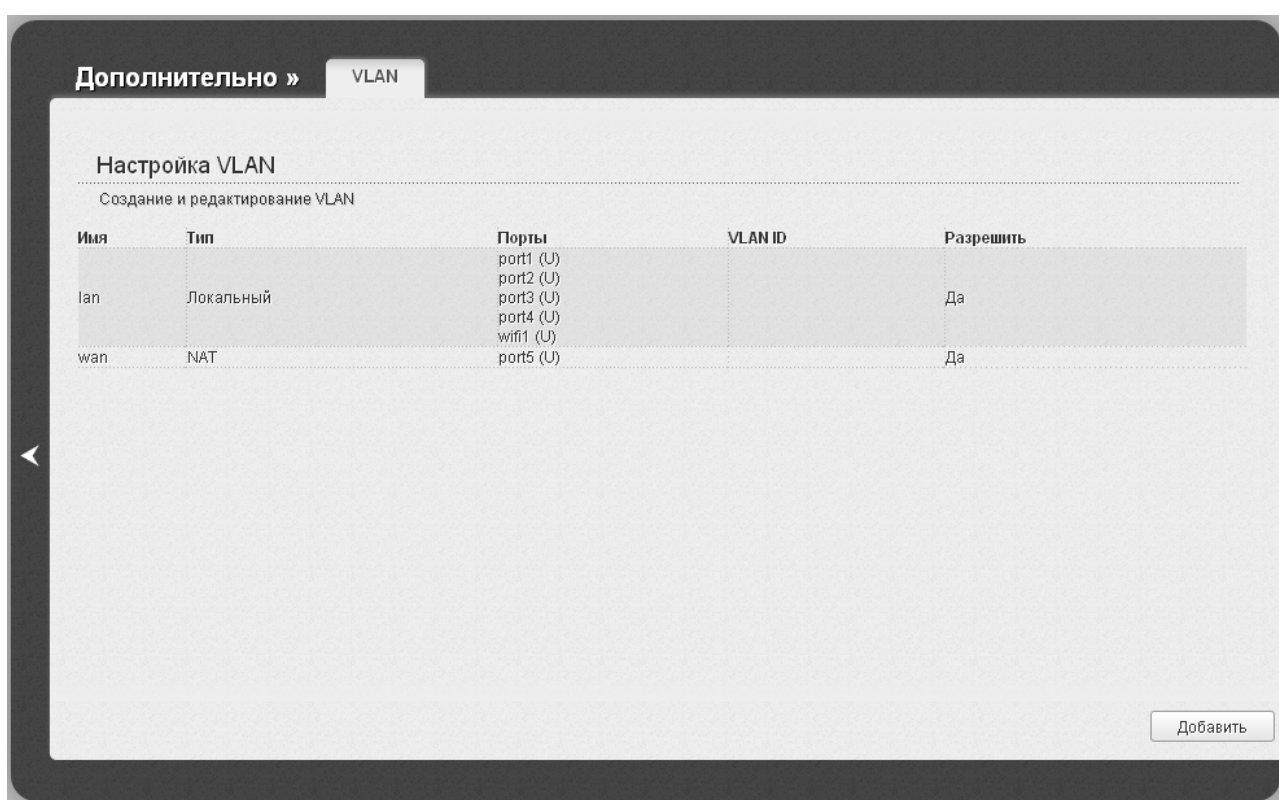 Дополнительно » VLAN
Настройка VLAN
Создание и редактирование VLAN
Имя Тип Порты VLAN ID Разрешить
port1 (U)
port2 (U)
lan Локальный port3 (U) Да
port4 (U)
wifi1 (U)
wan NAT port5 (U) Да
Добавить